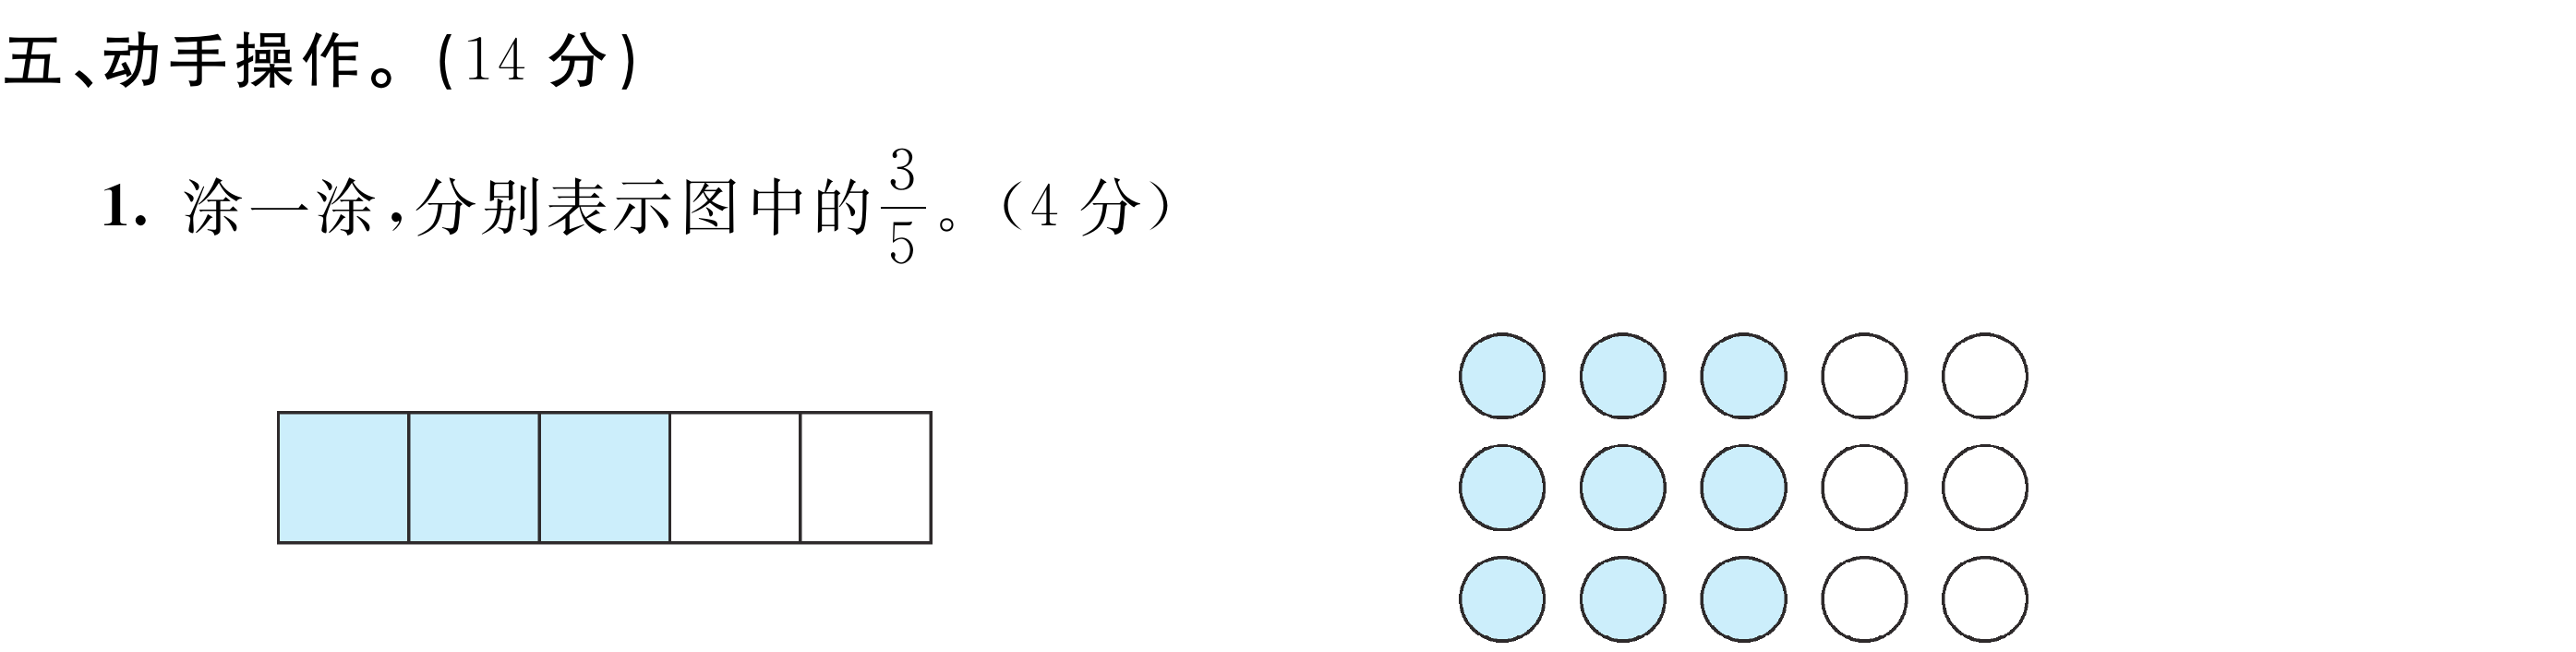 五、动手操作。(14 分)
1. 涂一涂,分别表示图中的3/5。(4 分)